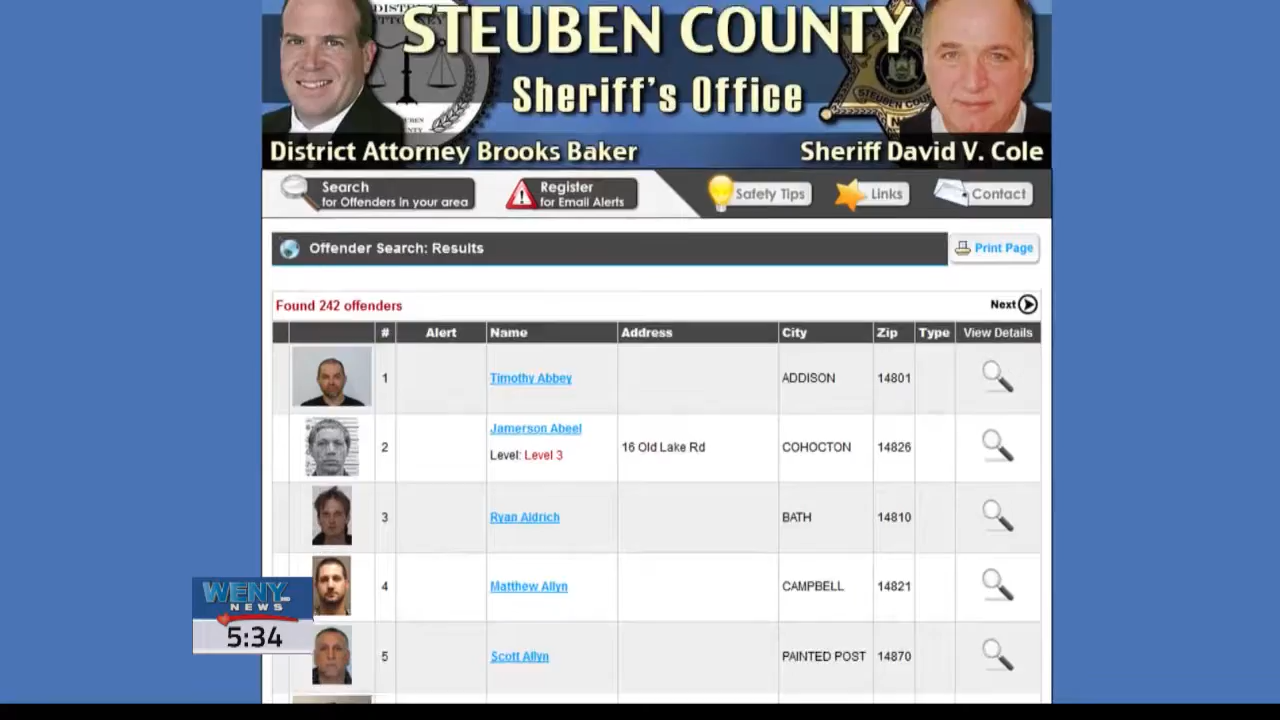 DISTRICT
ATTORNEY
STEUBEN COUNTY
Sheriff's Office
STEUBEN COUN
District Attorney Brooks Baker
Sheriff David V. Cole
Search
for Offenders in your area
Register
for Email Alerts
Safety Tips
Links
Contact
Offender Search: Results
Print Page
Found 242 offenders
Next
# Alert Name Address City Zip Type View Details
1 Timothy Abbey ADDISON 14801
2 Jamerson Abeel Level: Level 3 16 Old Lake Rd COHOCTON 14826
3 Ryan Aldrich BATH 14810
4 Matthew Allyn CAMPBELL 14821
5 Scott Allyn PAINTED POST 14870
WENY
NEWS
5:34